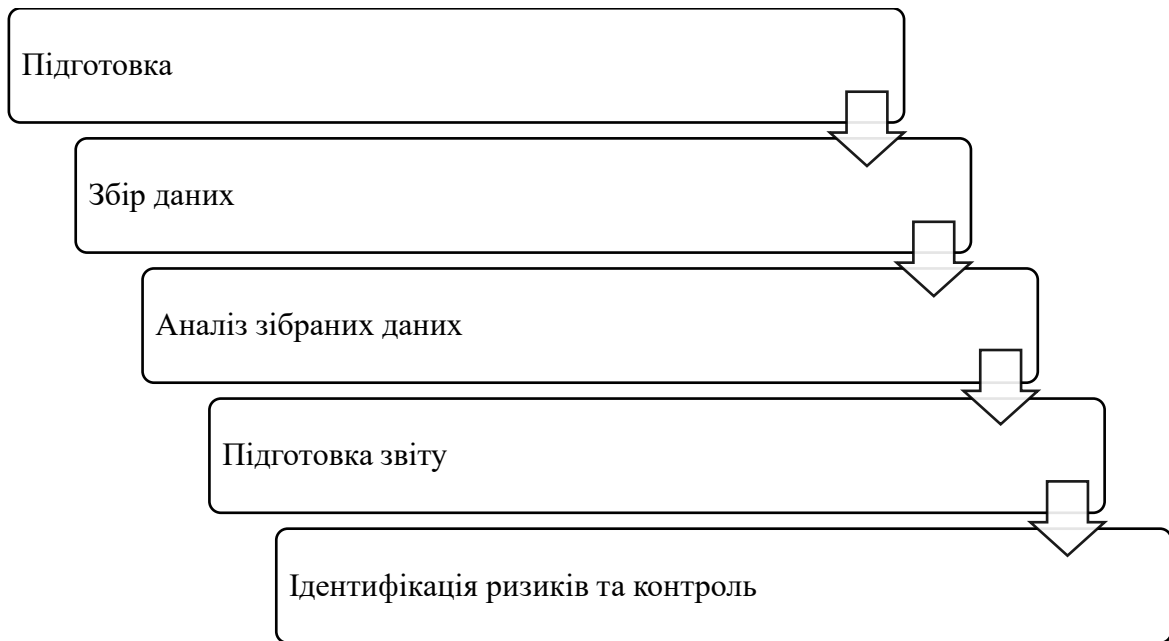 Підготовка
Збір даних
Аналіз зібраних даних
Підготовка звіту
Ідентифікація ризиків та контроль